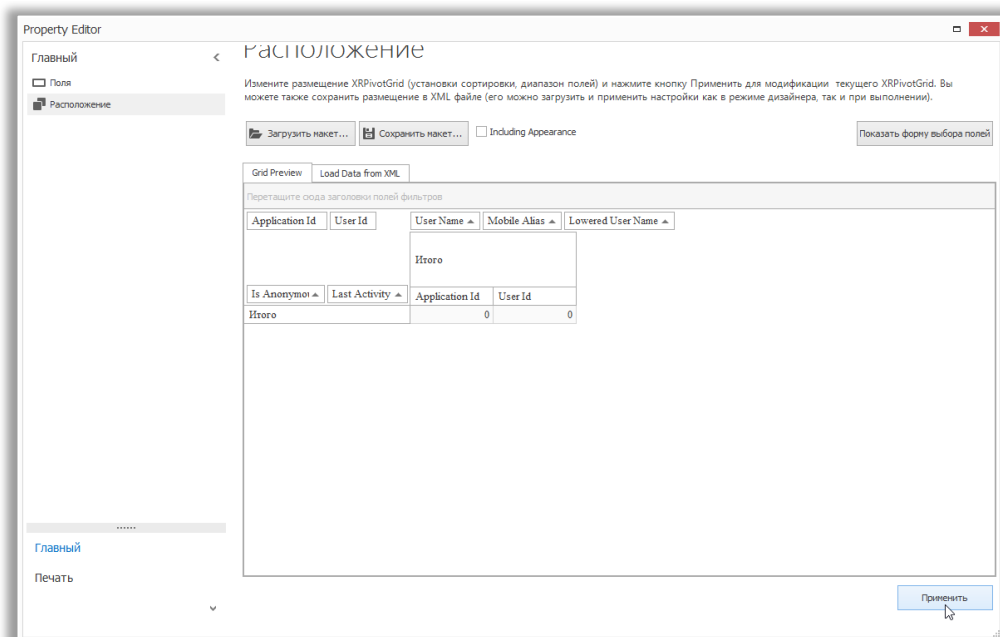 Property Editor
Главный
Поля
Расположение
Расположение
Измените размещение XRPivotGrid (установки сортировки, диапазон полей) и нажмите кнопку Применить для модификации текущего XRPivotGrid. Вы
можете также сохранить размещение в XML файле (его можно загрузить и применить настройки как в режиме дизайнера, так и при выполнении).
Загрузить макет...
Сохранить макет...
Including Appearance
Показать форму выбора полей
Grid Preview
Load Data from XML
Перетащите сюда заголовки полей фильтров
Application Id
User Id
User Name
Mobile Alias
Lowered User Name
Итого
Is Anonymou
Last Activity
Application Id
User Id
Итого
0
0
Главный
Печать
Применить